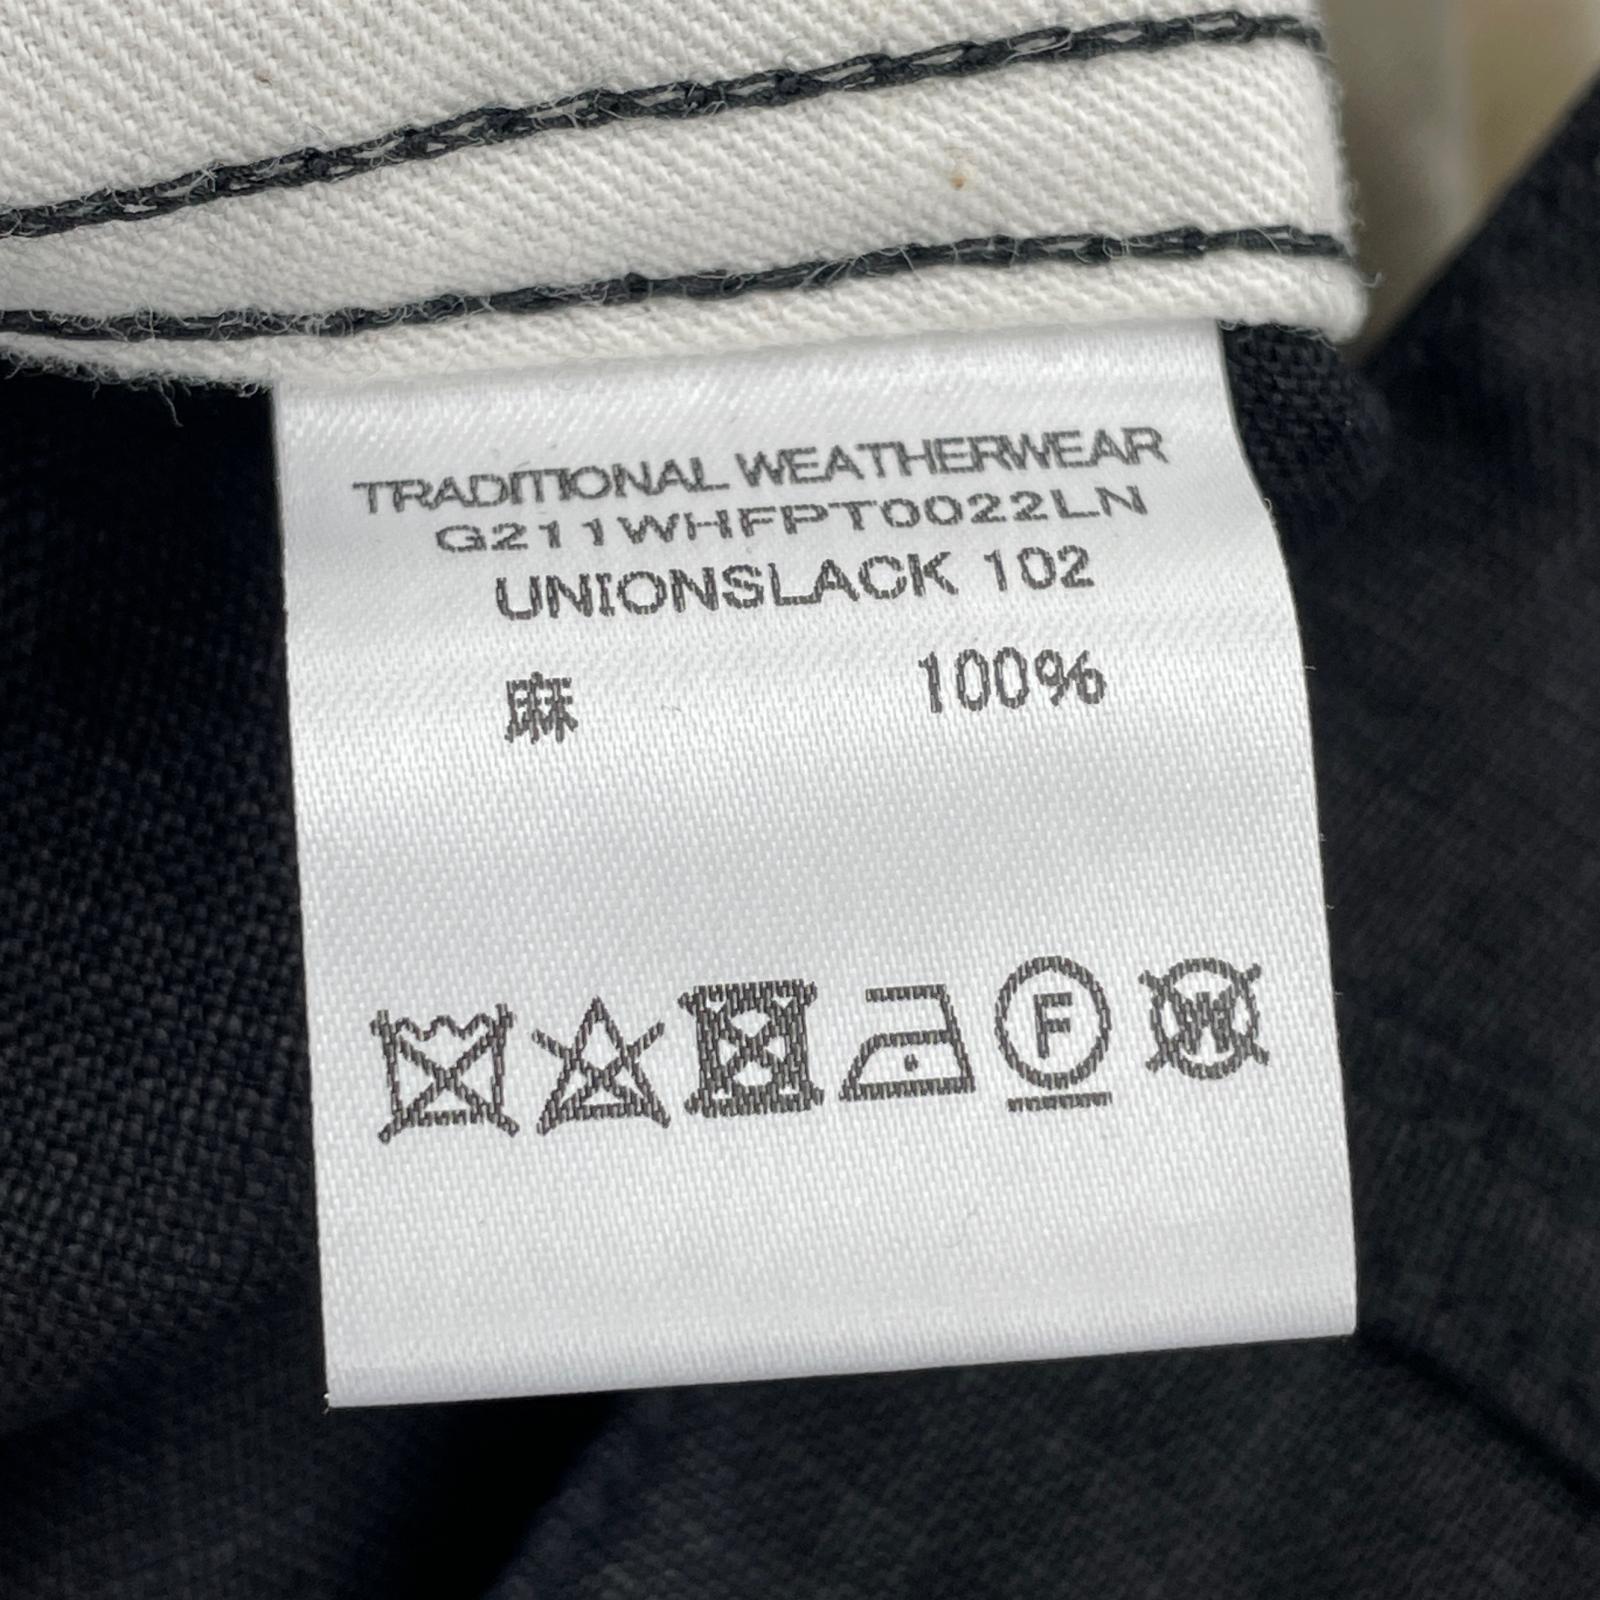 TRADITIONAL WEATHERWEAR
G211WHFPT0022LN
UNIONSLACK 102
麻 100%
F
W